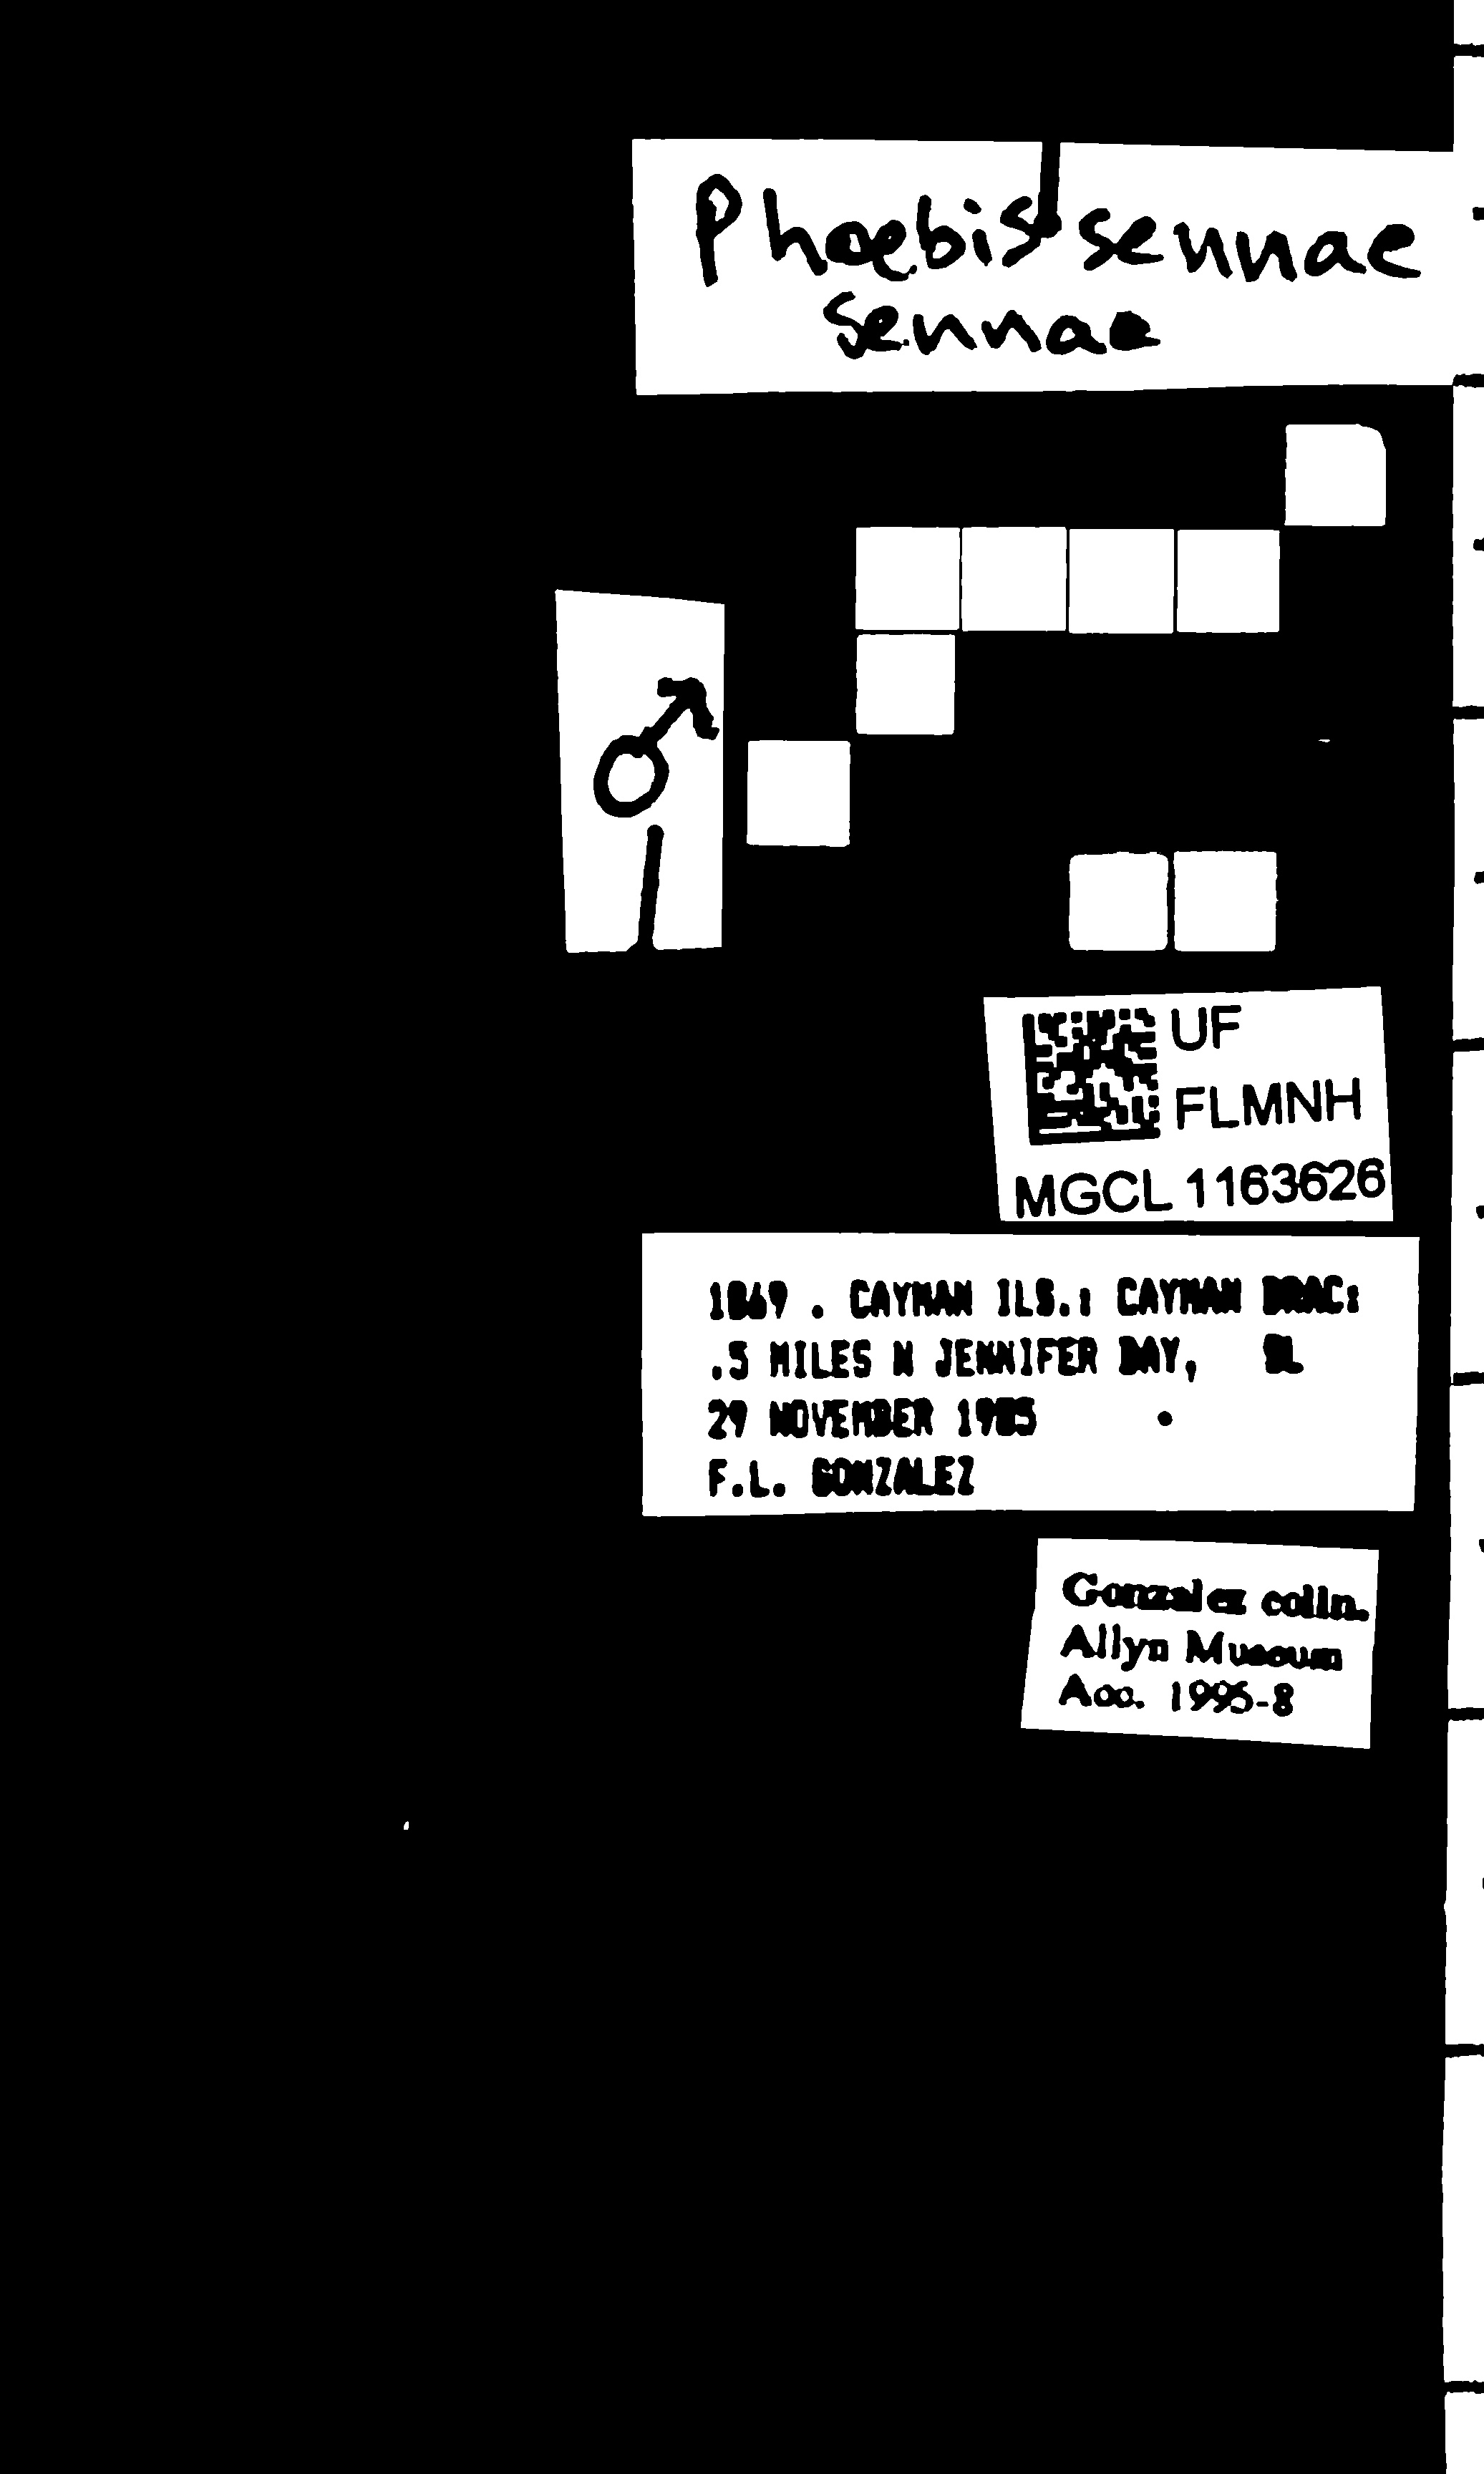 Phoebis sennae
sennae
♂
UF
FLMNH
MGCL 1163626
1869 . CAYMAN ILS.: CAYMAN BRAC:
.5 MILES N JENNIFER BAY, SL
29 NOVEMBER 1985
F.L. GONZALEZ
Gonzalez colln.
Allyn Museum
Acc. 1995-8